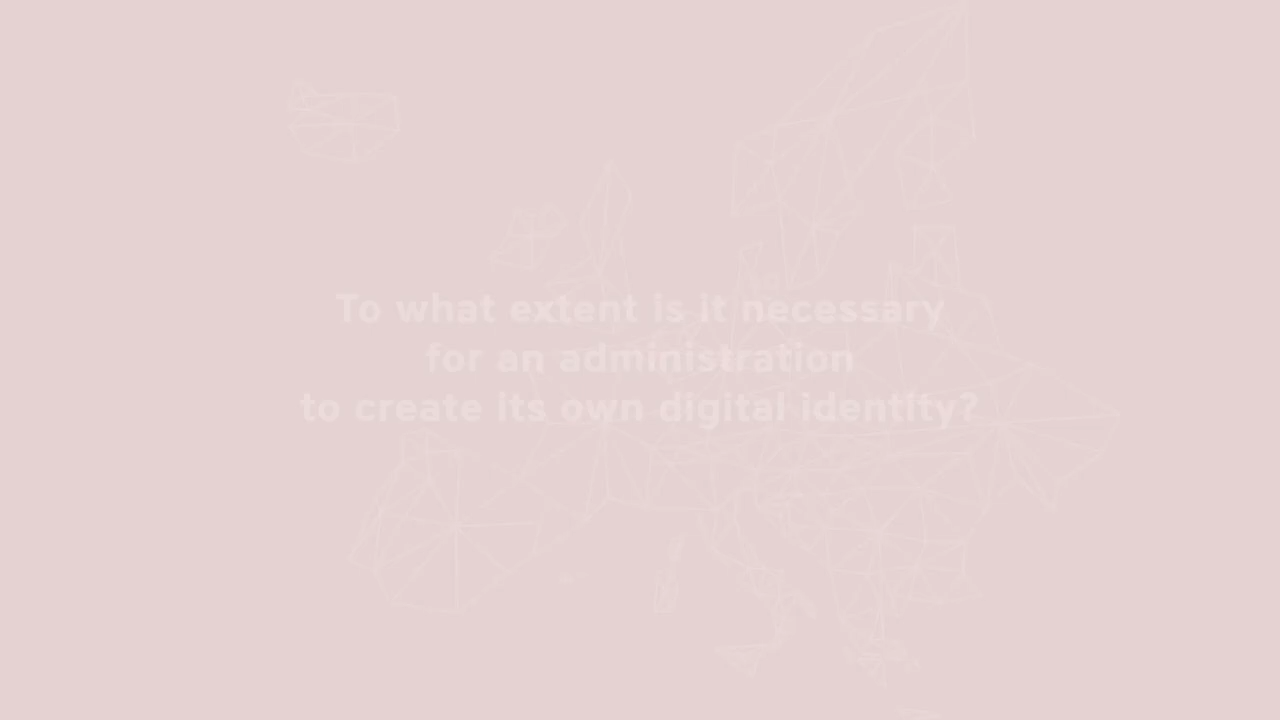 To what extent is it necessary
for an administration
to create its own digital identity?